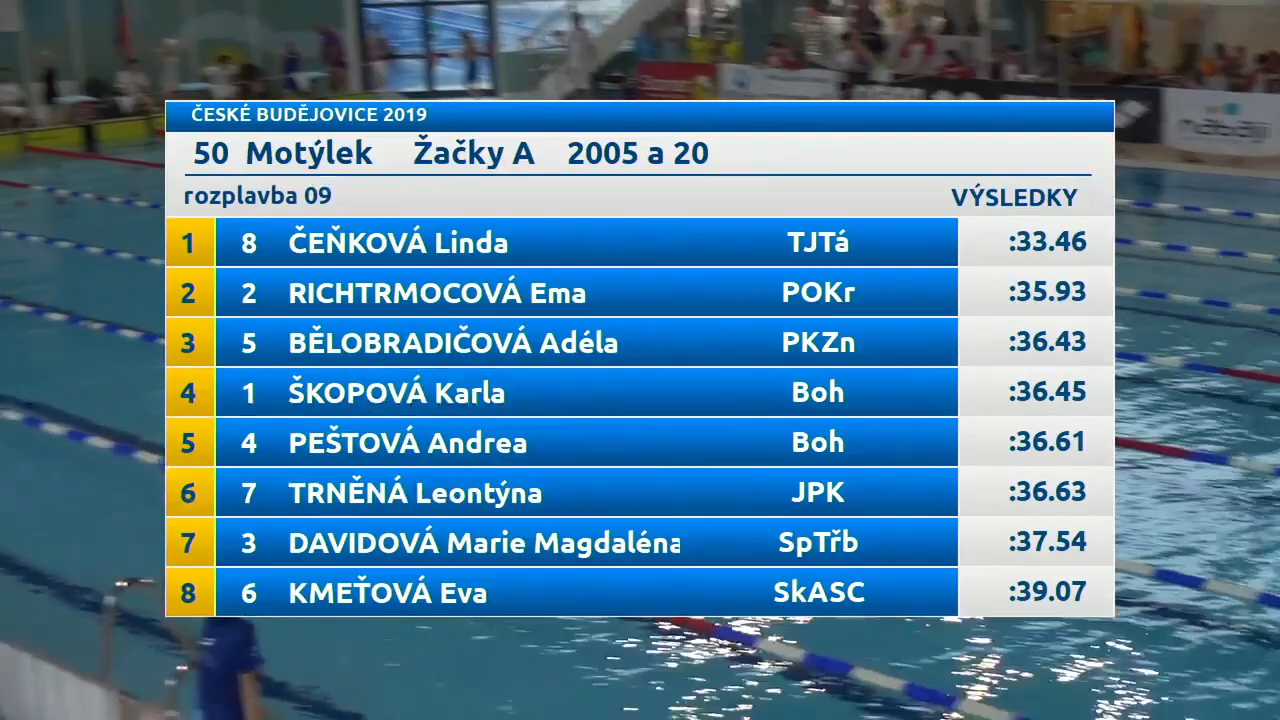 ČESKÉ BUDĚJOVICE 2019
50 Motýlek Žačky A 2005 a 20
rozplavba 09 VÝSLEDKY
1 8 ČEŇKOVÁ Linda TJTá :33.46
2 2 RICHTRMOCOVÁ Ema POKr :35.93
3 5 BĚLOBRADIČOVÁ Adéla PKZn :36.43
4 1 ŠKOPOVÁ Karla Boh :36.45
5 4 PEŠTOVÁ Andrea Boh :36.61
6 7 TRNĚNÁ Leontýna JPK :36.63
7 3 DAVIDOVÁ Marie Magdaléna SpTřb :37.54
8 6 KMEŤOVÁ Eva SkASC :39.07